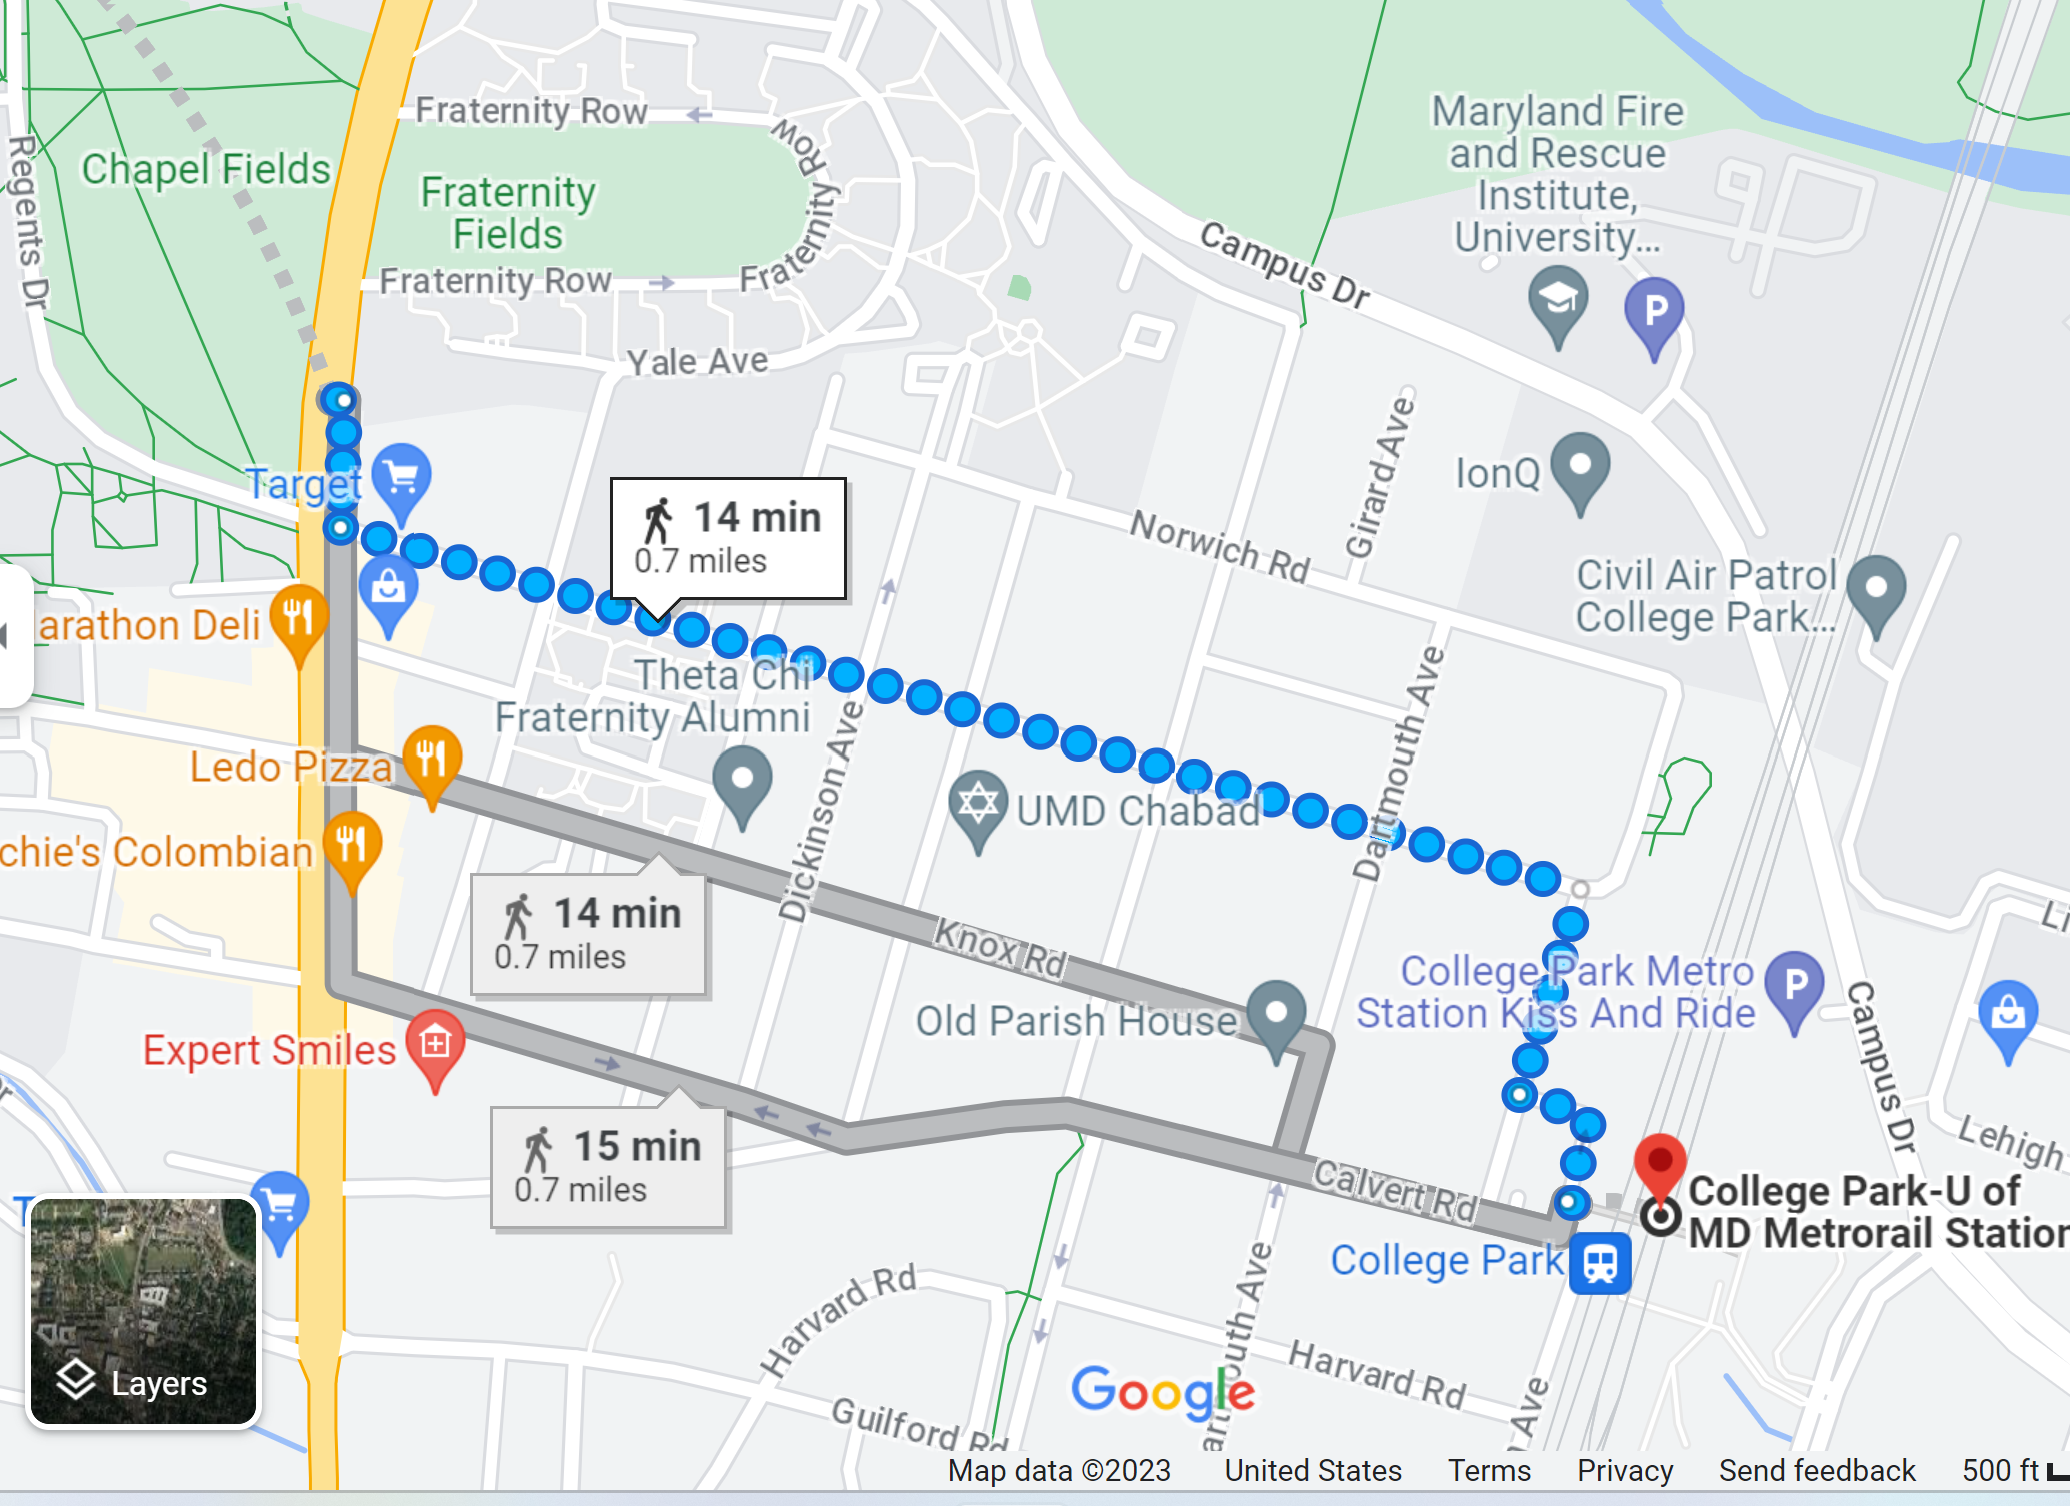 Fraternity Row
Row
Maryland Fire
and Rescue
Institute,
University...
Regents Dr
Chapel Fields
Fraternity
Fields
Fraternity
Campus Dr
Fraternity Row
P
Yale Ave
Girard Ave
Target
IonQ
14 min
0.7 miles
Norwich Rd
Civil Air Patrol
College Park...
arathon Deli
Theta Chi
Fraternity Alumni
Dartmouth Ave
Dickinson Ave
Ledo Pizza
UMD Chabad
chie's Colombian
14 min
0.7 miles
Knox Rd
College Park Metro
Station Kiss And Ride
P
Old Parish House
Campus Dr
Expert Smiles
15 min
0.7 miles
Lehigh
Calvert Rd
College Park-U of
MD Metrorail Station
College Park
Harvard Rd
outh Ave
Harvard Rd
Layers
Google
Guilford Rd
Ave
Map data ©2023
United States
Terms
Privacy
Send feedback
500 ft